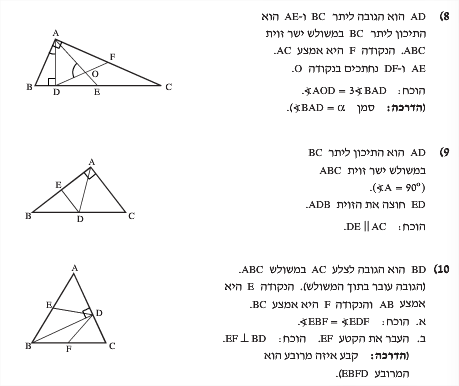 8) AD הוא הגובה ליתר BC ו-AE הוא
התיכון ליתר BC במשולש ישר זווית
ABC. הנקודה F היא אמצע AC.
AE ו-DF נחתכים בנקודה O.
הוכח: ∢AOD = 3∢BAD.
(הדרכה: סמן ∢BAD = α).
A
F
O
B
D
E
C
9) AD הוא התיכון ליתר BC
במשולש ישר זווית ABC
(∢A = 90°).
ED חוצה את הזווית ADB.
הוכח: DE || AC.
A
E
B
D
C
10) BD הוא הגובה לצלע AC במשולש ABC.
(הגובה עובר בתוך המשולש). הנקודה E היא
אמצע AB והנקודה F היא אמצע BC.
א. הוכח: ∢EBF = ∢EDF.
ב. העבר את הקטע EF. הוכח: EF ⊥ BD.
(הדרכה: קבע איזה מרובע הוא
המרובע EBFD).
A
E
D
B
F
C